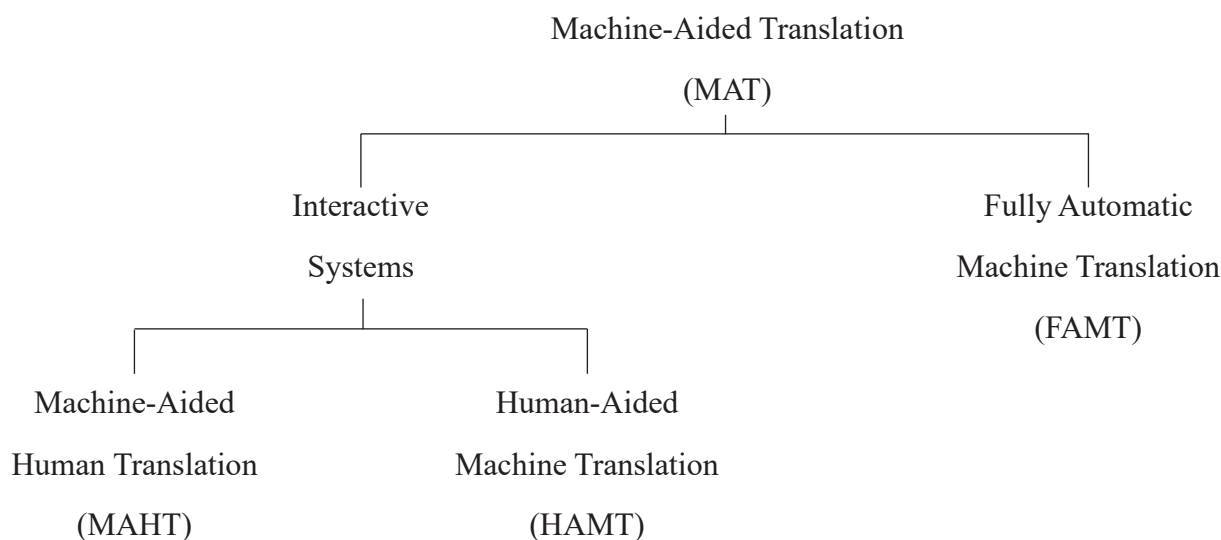 Machine-Aided Translation
(MAT)
Interactive
Systems
Fully Automatic
Machine Translation
(FAMT)
Machine-Aided
Human Translation
(MAHT)
Human-Aided
Machine Translation
(HAMT)